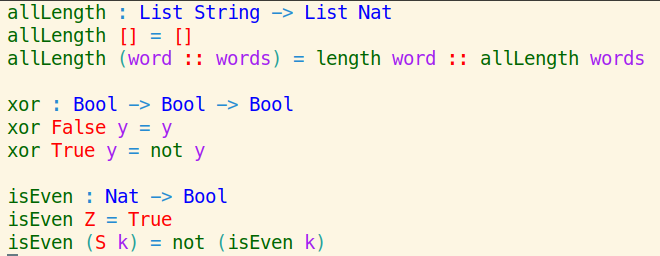 allLength : List String -> List Nat
allLength [] = []
allLength (word :: words) = length word :: allLength words
xor : Bool -> Bool -> Bool
xor False y = y
xor True y = not y
isEven : Nat -> Bool
isEven Z = True
isEven (S k) = not (isEven k)